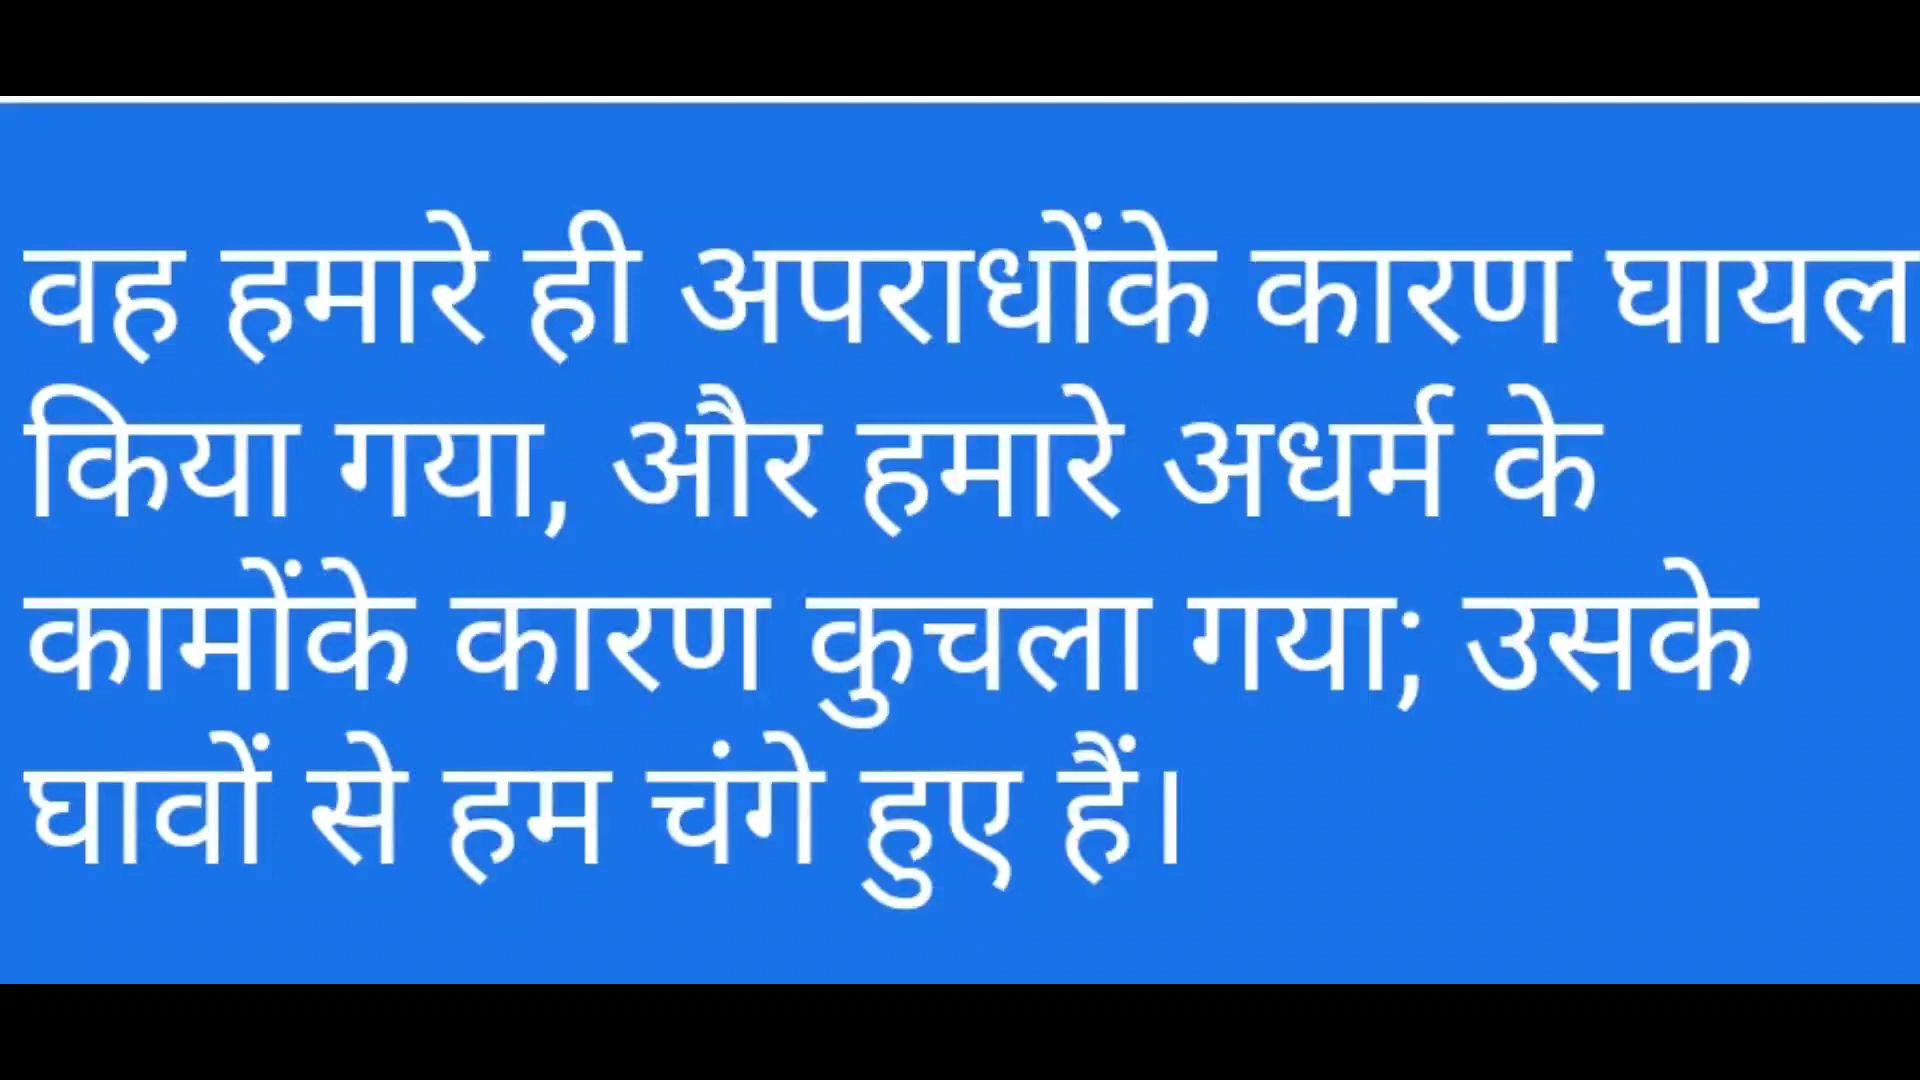 वह हमारे ही अपराधोंके कारण घायल
किया गया, और हमारे अधर्म के
कामोंके कारण कुचला गया; उसके
घावों से हम चंगे हुए हैं।